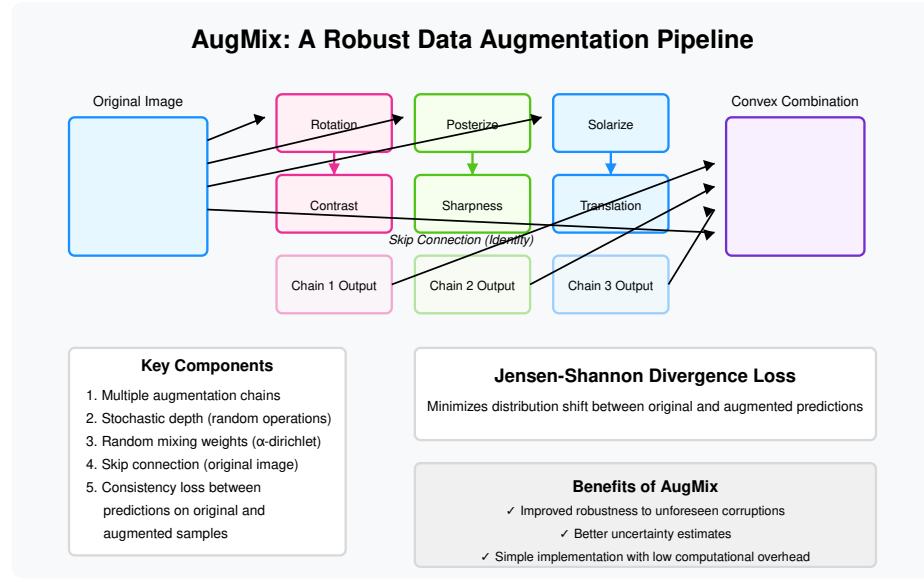 AugMix: A Robust Data Augmentation Pipeline
Original Image
Convex Combination
Rotation
Posterize
Solarize
Contrast
Sharpness
Translation
Skip Connection (Identity)
Chain 1 Output
Chain 2 Output
Chain 3 Output
Key Components
1. Multiple augmentation chains
2. Stochastic depth (random operations)
3. Random mixing weights (α-dirichlet)
4. Skip connection (original image)
5. Consistency loss between
predictions on original and
augmented samples
Jensen-Shannon Divergence Loss
Minimizes distribution shift between original and augmented predictions
Benefits of AugMix
✓ Improved robustness to unforeseen corruptions
✓ Better uncertainty estimates
✓ Simple implementation with low computational overhead